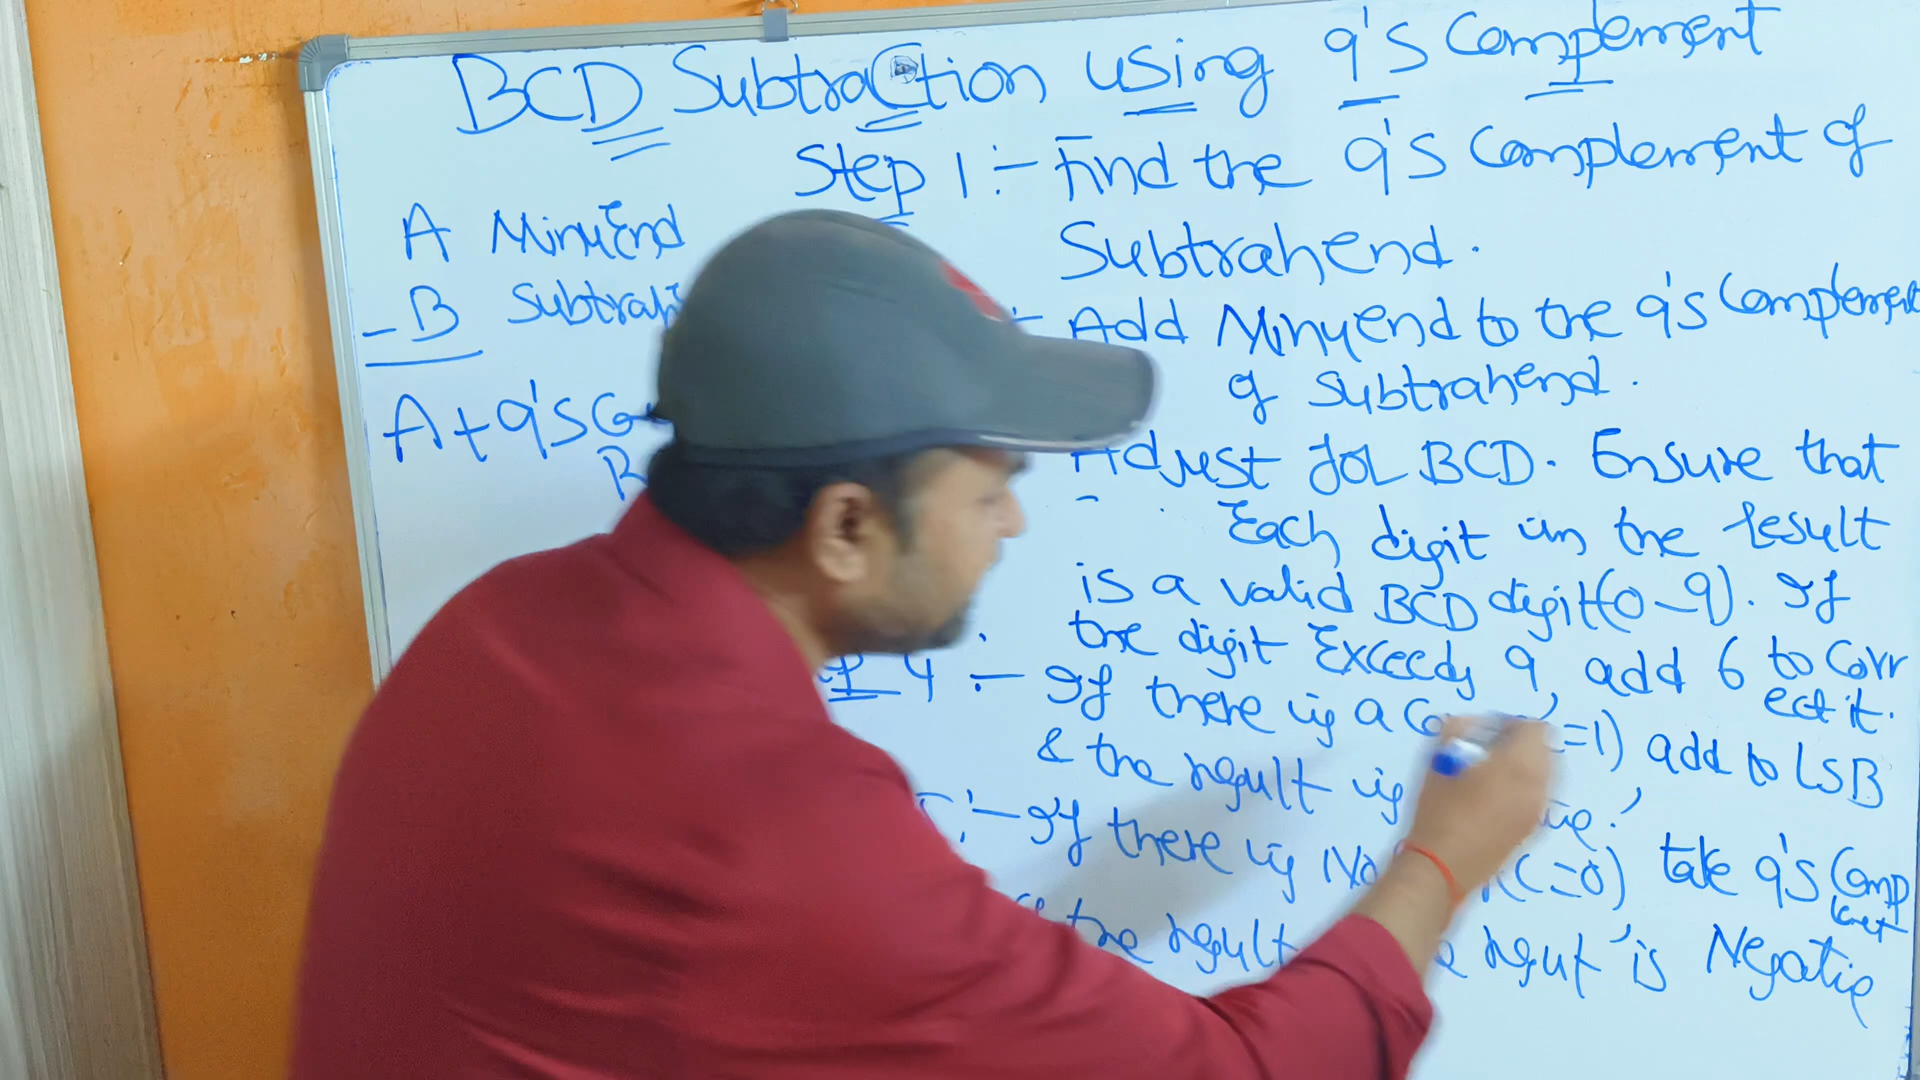 BCD Subtraction using 9's Complement
Step 1 :- Find the 9's Complement of
Subtrahend.
A MinuEnd
- B
:- Add Minuend to the 9's Complement
of Subtrahend.
A + 9's
B
Adjust for BCD. Ensure that
Each digit in the result
is a valid BCD digit (0-9). If
the digit Exceeds 9, add 6 to Corr
ect it.
4 :- If there is a =1) add to LSB
& the result is
:- If there is No (C=0) take 9's Comp
lemet
the result is Negative